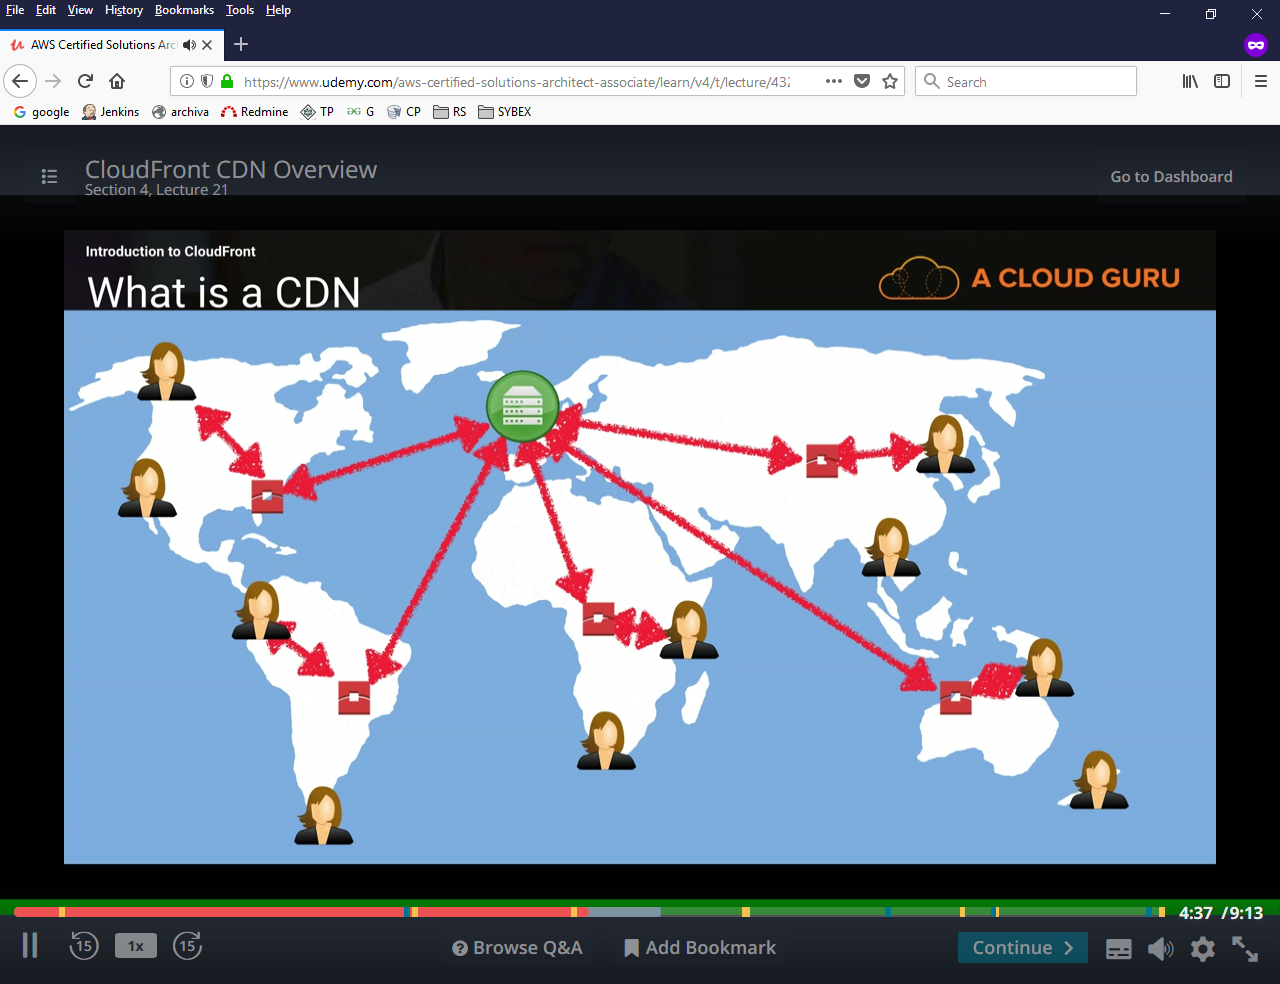 File Edit View History Bookmarks Tools Help
AWS Certified Solutions Arc
https://www.udemy.com/aws-certified-solutions-architect-associate/learn/v4/t/lecture/432
Search
google Jenkins archiva Redmine TP G CP RS SYBEX
CloudFront CDN Overview
Section 4, Lecture 21
Go to Dashboard
Introduction to CloudFront
What is a CDN
A CLOUD GURU
4:37 /9:13
15 1x 15 Browse Q&A Add Bookmark Continue